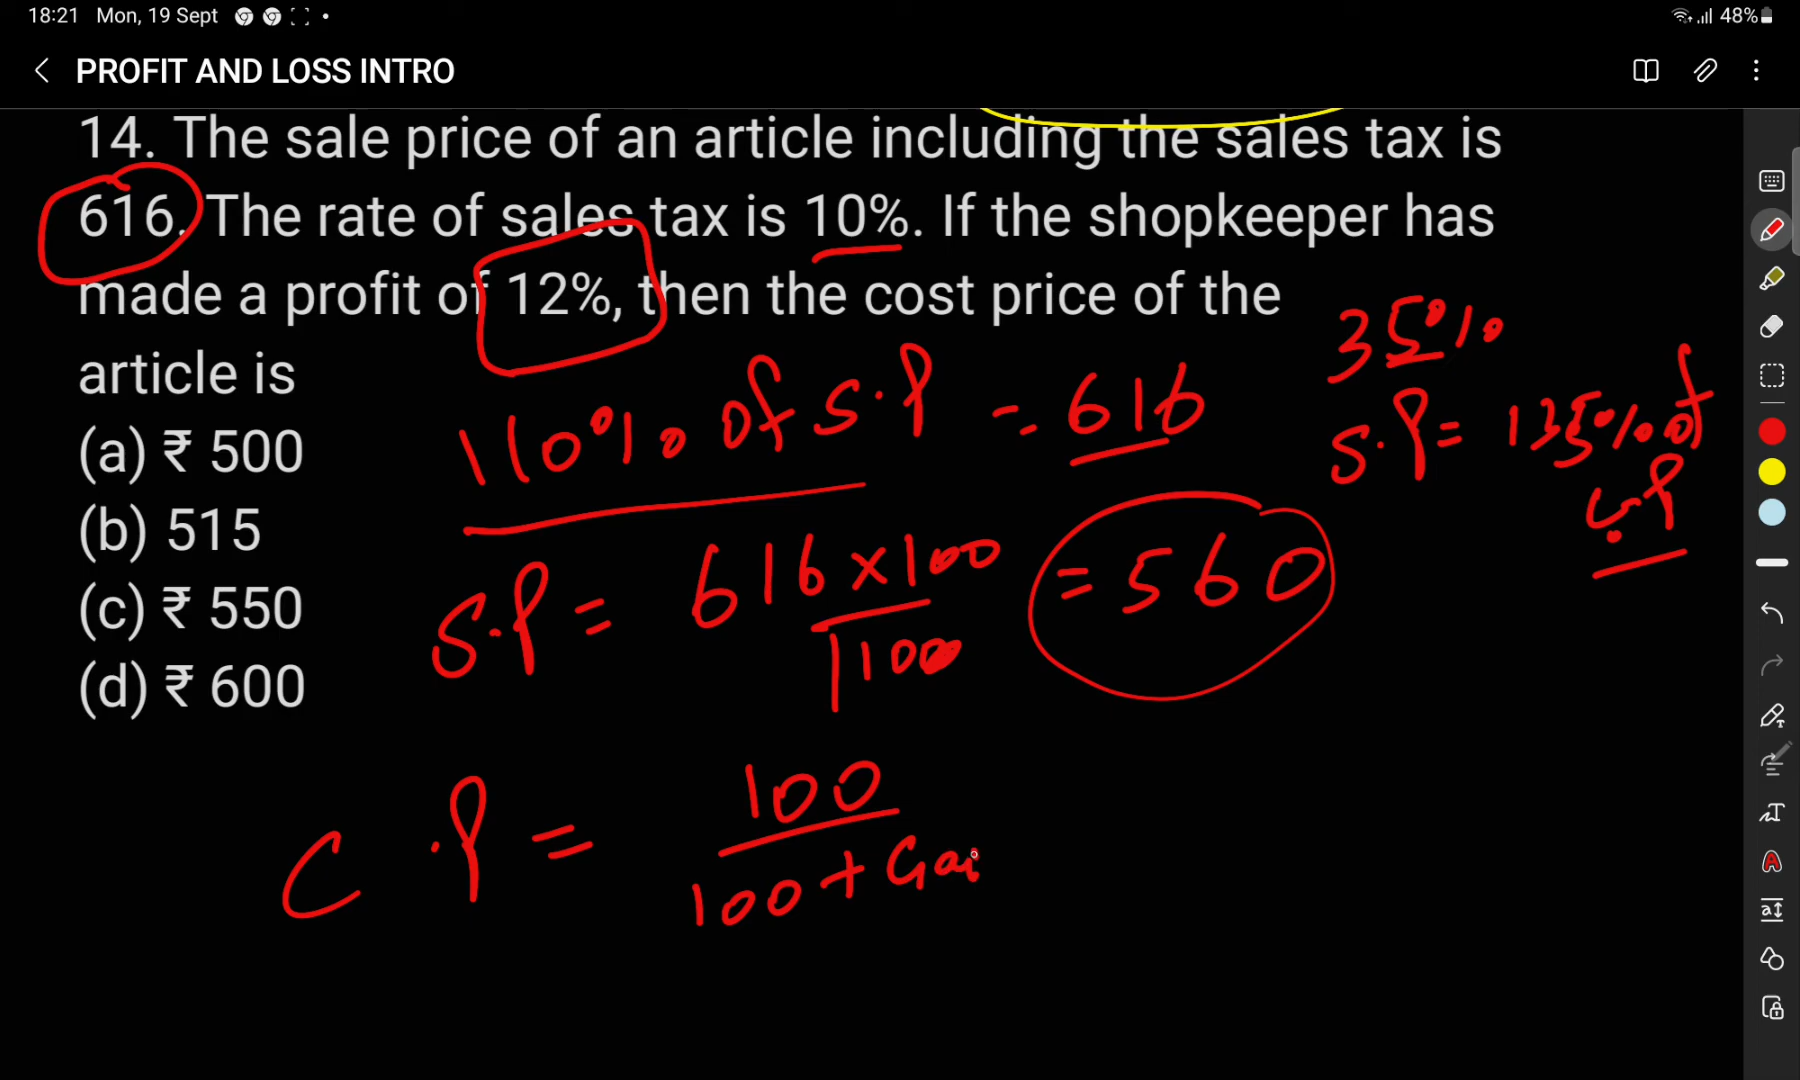 18:21 Mon, 19 Sept 48%
PROFIT AND LOSS INTRO
14. The sale price of an article including the sales tax is
616. The rate of sales tax is 10%. If the shopkeeper has
made a profit of 12%, then the cost price of the
article is
(a) ₹ 500
(b) 515
(c) ₹ 550
(d) ₹ 600
35%
S.P = 135% of
C.P
110% of S.P = 616
S.P = 616 × 100
110
= 560
C.P = 100
100 + Gai